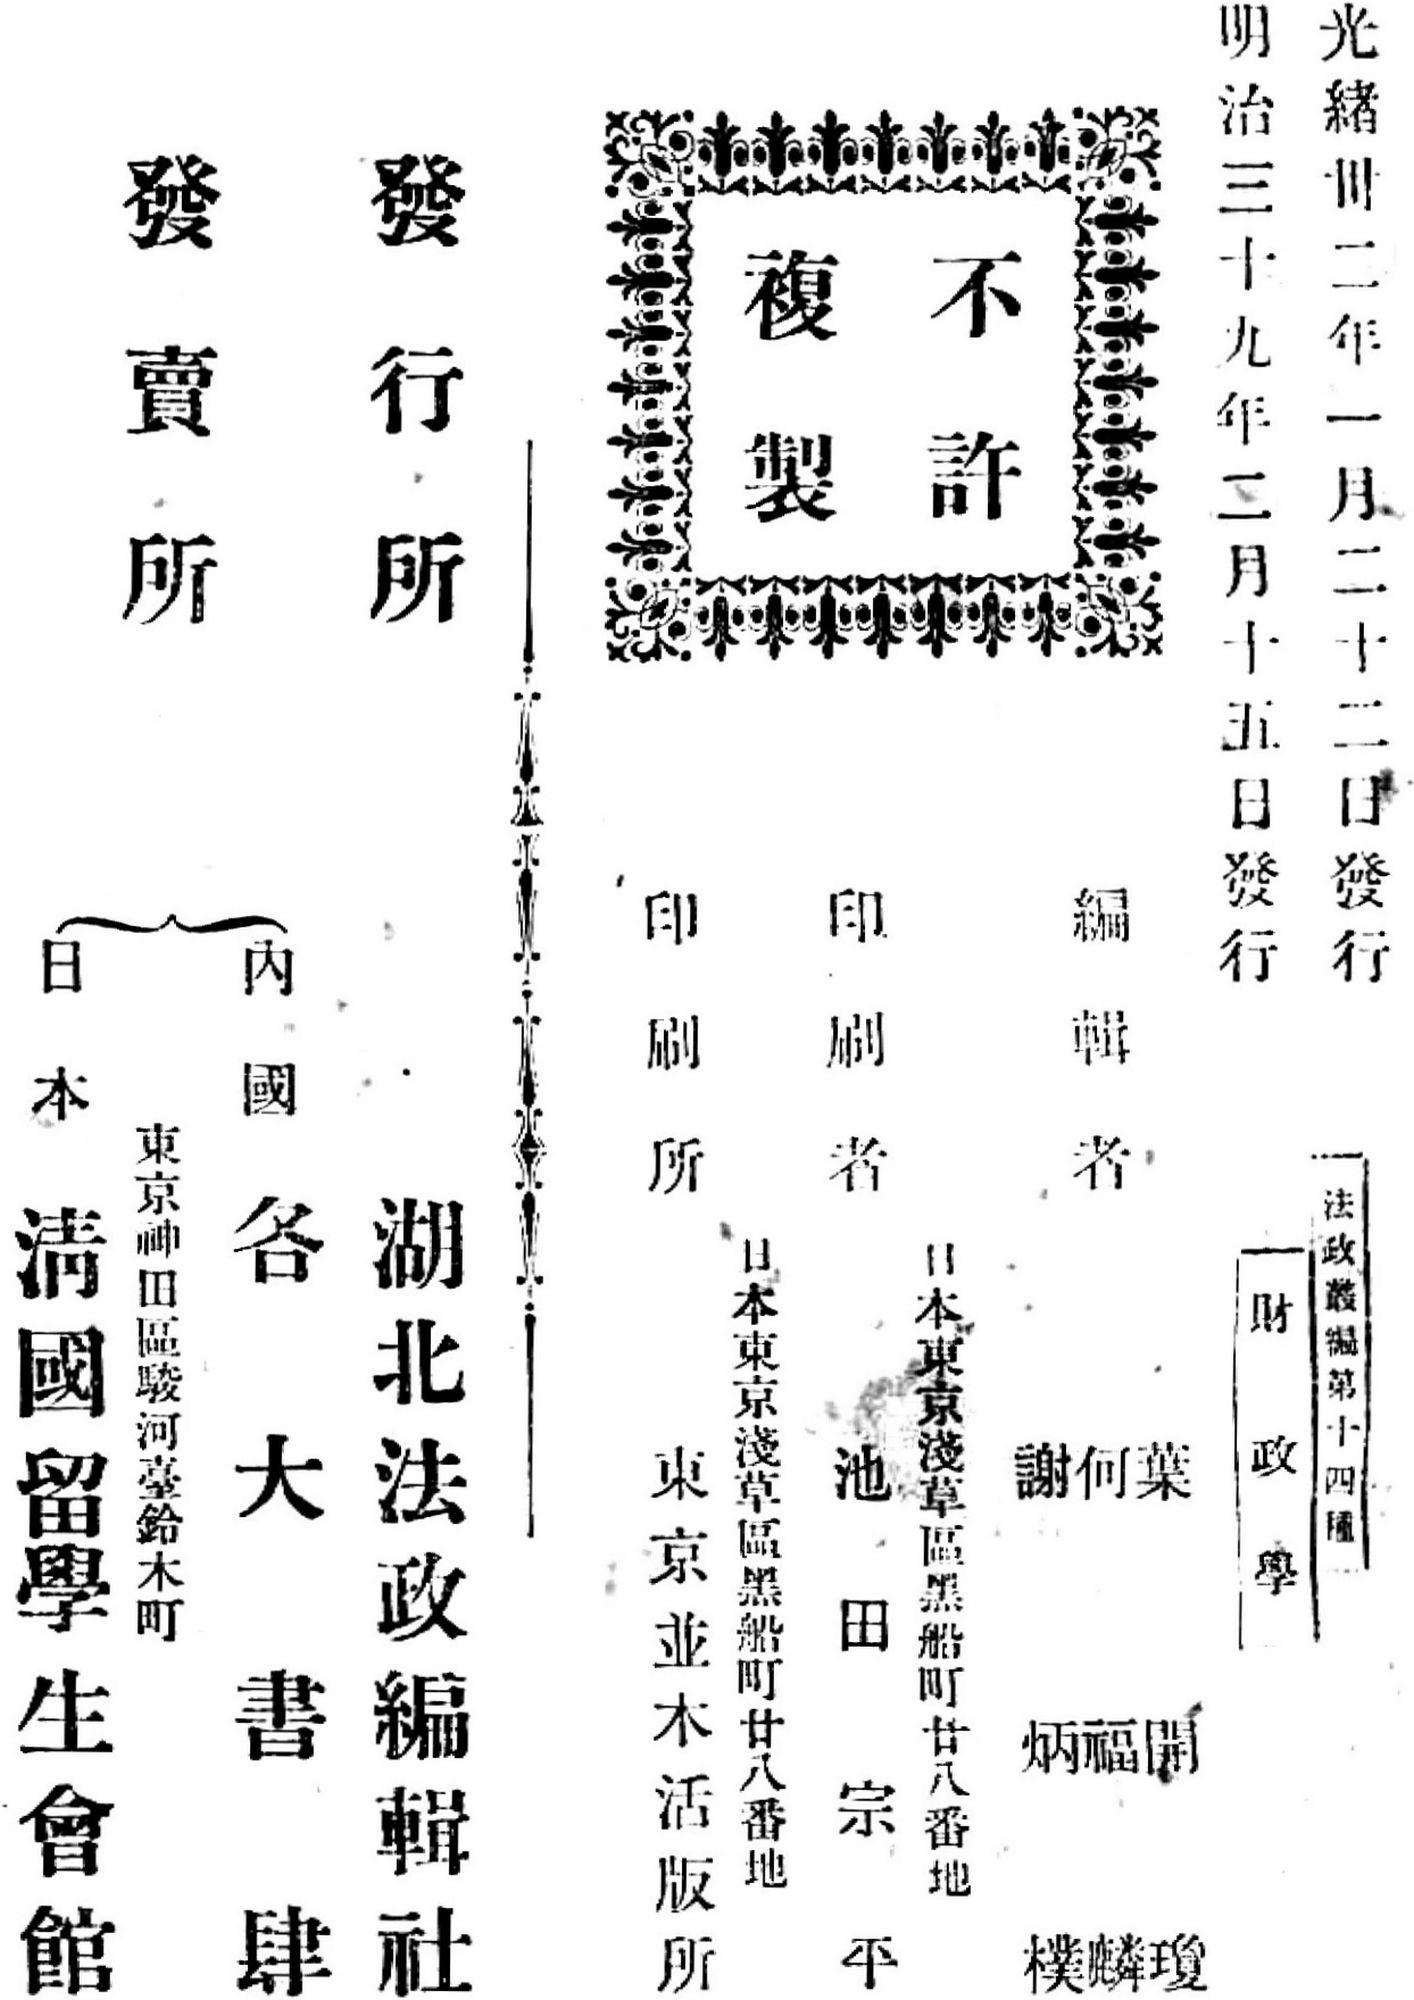 光緒卅二年一月二十二日發行
明治三十九年二月十五日發行
法政叢編第十四種
財政學
不許
複製
編輯者
葉開瓊
何福麟
謝炳樸
印刷者
日本東京淺草區黑船町廿八番地
池田宗平
印刷所
日本東京淺草區黑船町廿八番地
東京並木活版所
發行所
湖北法政編輯社
發賣所
內國
各大書肆
東京神田區駿河臺鈴木町
日本
清國留學生會館